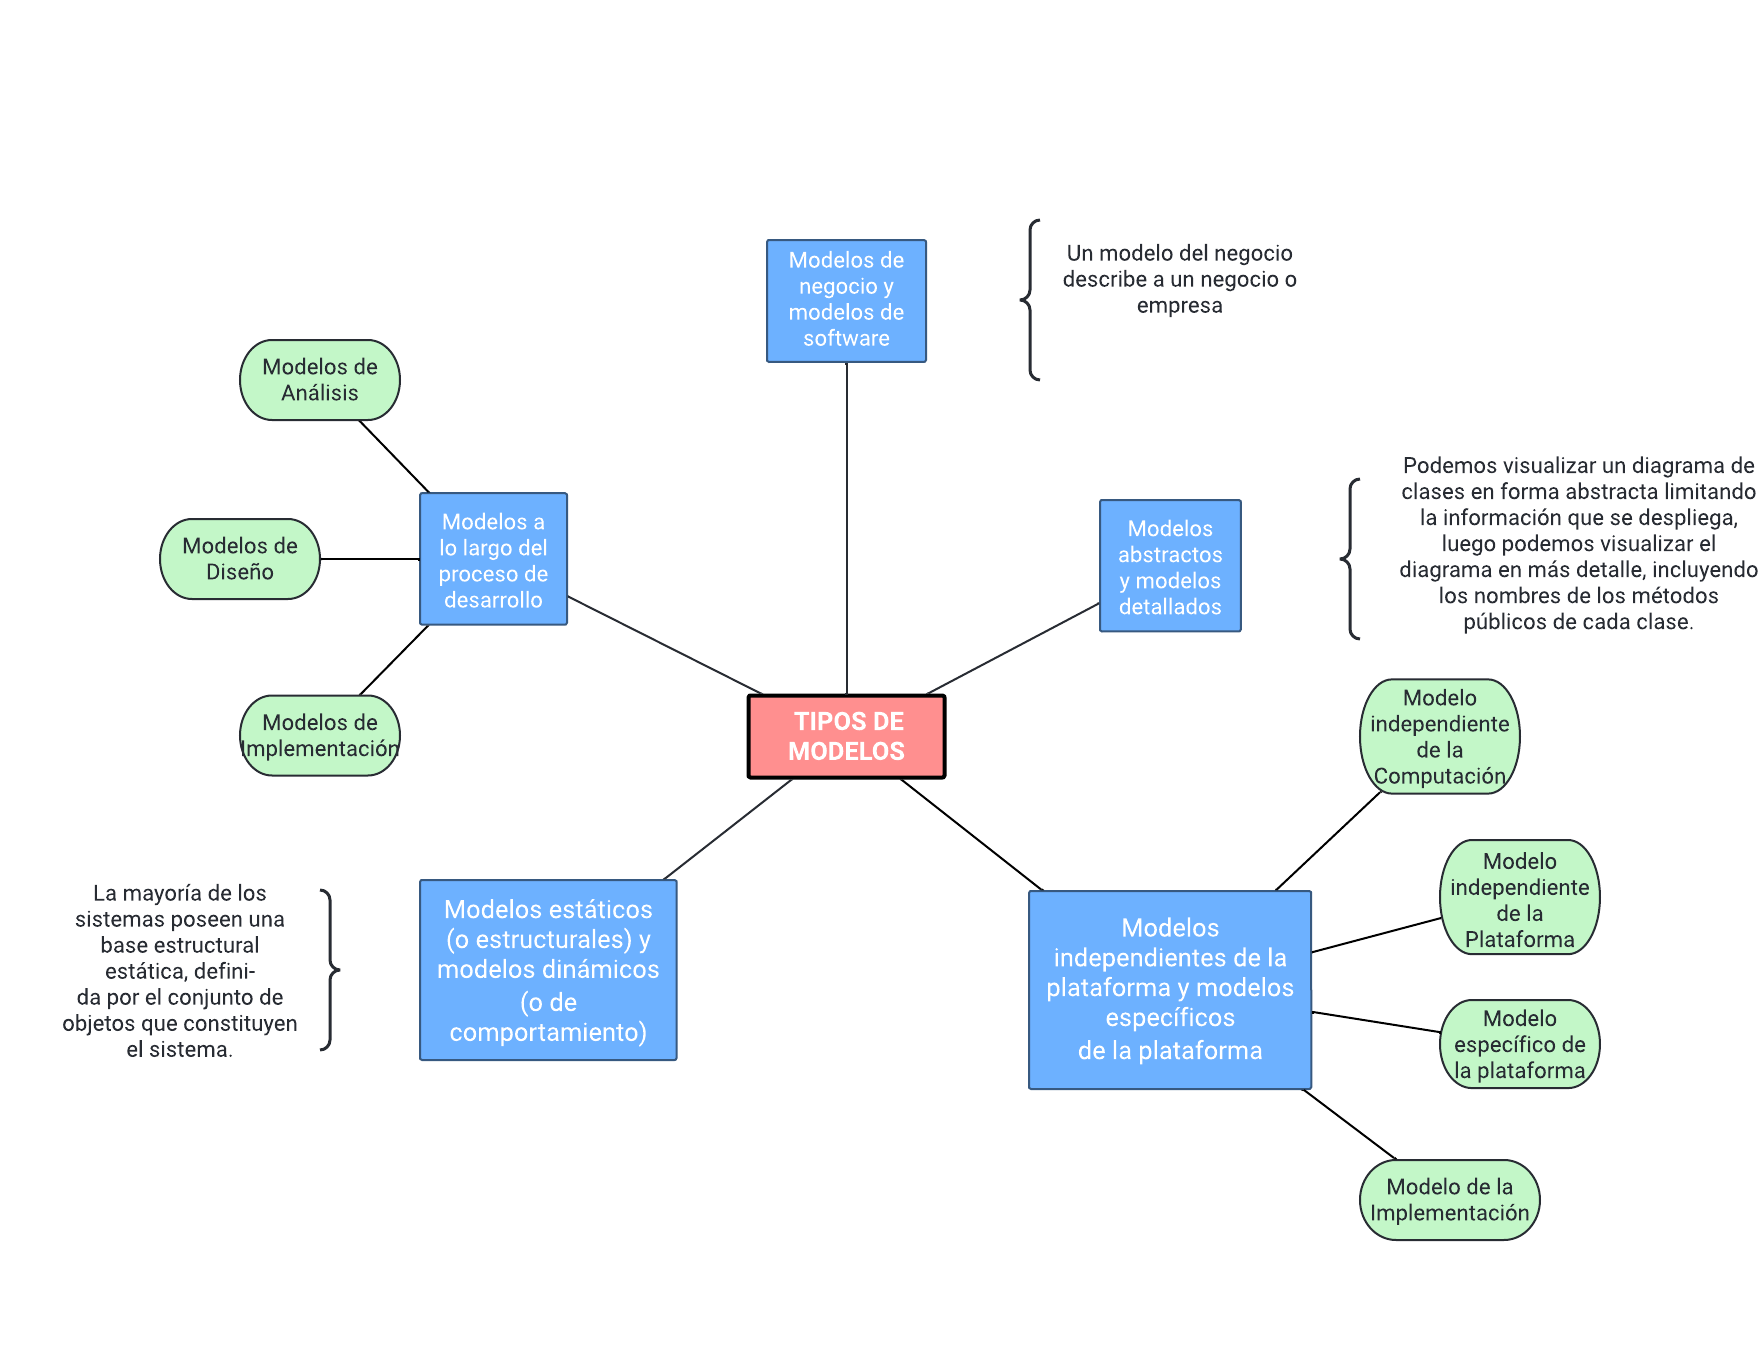 Modelos de
negocio y
modelos de
software
Un modelo del negocio
describe a un negocio o
empresa
Modelos de
Análisis
Modelos de
Diseño
Modelos de
Implementación
Modelos a
lo largo del
proceso de
desarrollo
Modelos
abstractos
y modelos
detallados
Podemos visualizar un diagrama de
clases en forma abstracta limitando
la información que se despliega,
luego podemos visualizar el
diagrama en más detalle, incluyendo
los nombres de los métodos
públicos de cada clase.
TIPOS DE
MODELOS
La mayoría de los
sistemas poseen una
base estructural
estática, defini-
da por el conjunto de
objetos que constituyen
el sistema.
Modelos estáticos
(o estructurales) y
modelos dinámicos
(o de
comportamiento)
Modelos
independientes de la
plataforma y modelos
específicos
de la plataforma
Modelo
independiente
de la
Computación
Modelo
independiente
de la
Plataforma
Modelo
específico de
la plataforma
Modelo de la
Implementación